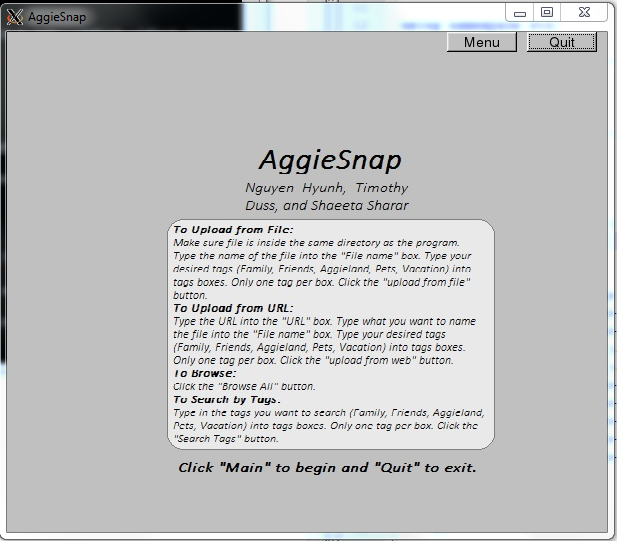 AggieSnap
Menu
Quit
AggieSnap
Nguyen Hyunh, Timothy
Duss, and Shaeeta Sharar
To Upload from File:
Make sure file is inside the same directory as the program.
Type the name of the file into the "File name" box. Type your
desired tags (Family, Friends, Aggieland, Pets, Vacation) into
tags boxes. Only one tag per box. Click the "upload from file"
button.
To Upload from URL:
Type the URL into the "URL" box. Type what you want to name
the file into the "File name" box. Type your desired tags
(Family, Friends, Aggieland, Pets, Vacation) into tags boxes.
Only one tag per box. Click the "upload from web" button.
To Browse:
Click the "Browse All" button.
To Search by Tags:
Type in the tags you want to search (Family, Friends, Aggieland,
Pets, Vacation) into tags boxes. Only one tag per box. Click the
"Search Tags" button.
Click "Main" to begin and "Quit" to exit.